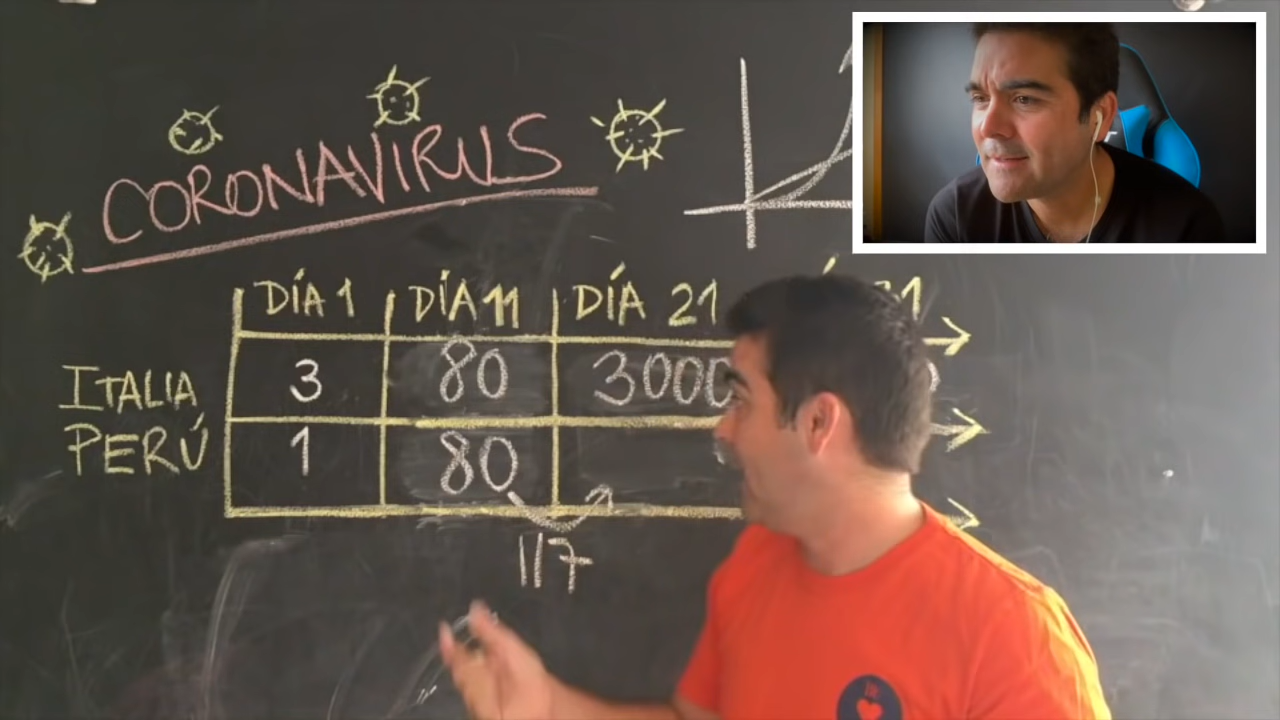 CORONAVIRUS
DÍA 1 DÍA 11 DÍA 21
ITALIA 3 80 3000
PERÚ 1 80
117